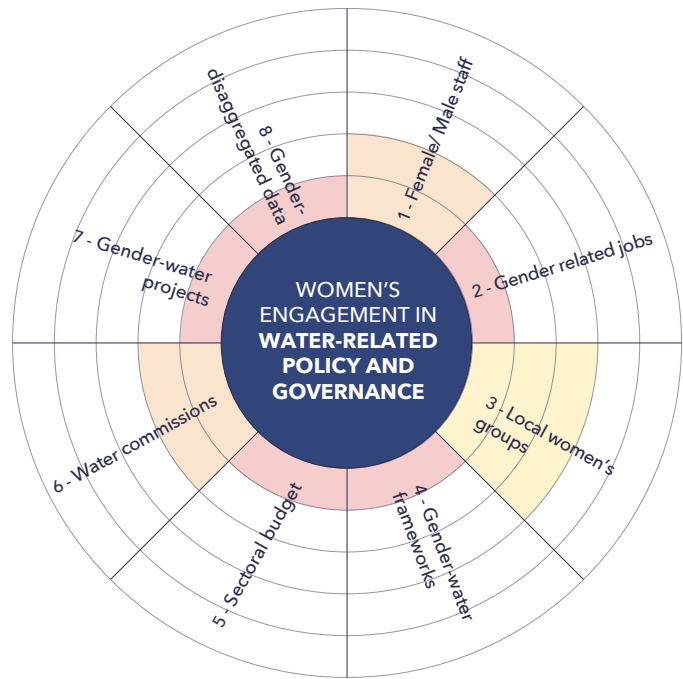 WOMEN'S
ENGAGEMENT IN
WATER-RELATED
POLICY AND
GOVERNANCE
1 - Female/ Male staff
2 - Gender related jobs
3 - Local women's
groups
4 - Gender-water
frameworks
5 - Sectoral budget
6 - Water commissions
7 - Gender-water
projects
8 - Gender-
disaggregated data